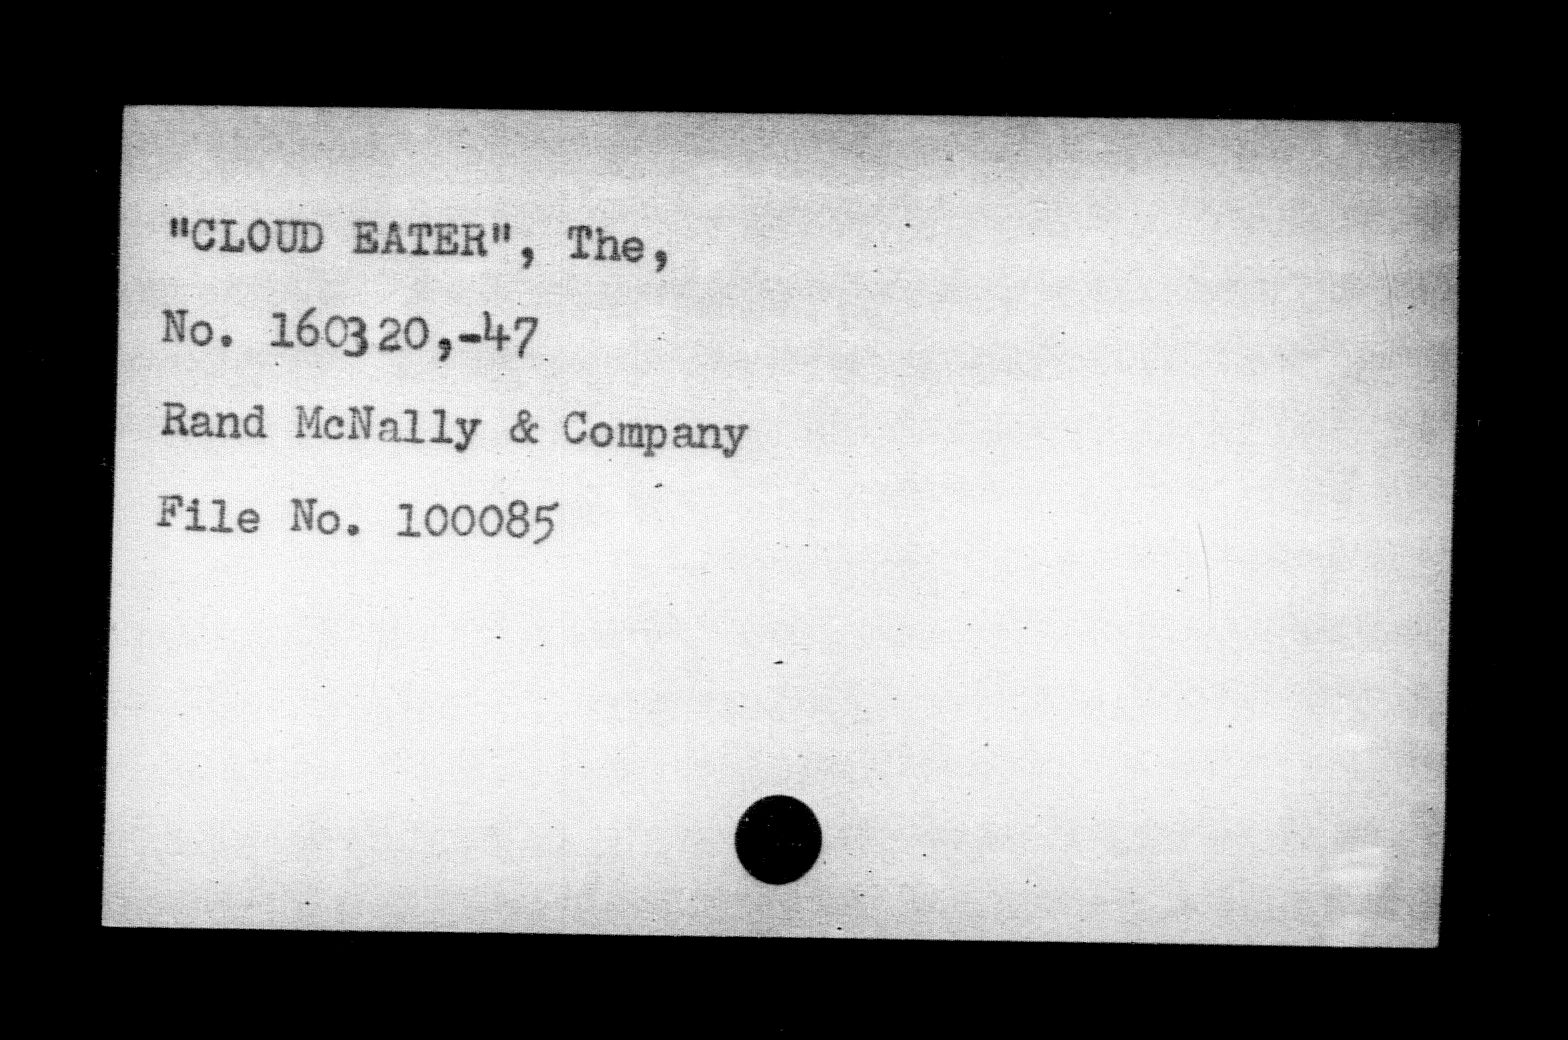 "CLOUD EATER", The,
No. 160320,-47
Rand McNally & Company
File No. 100085